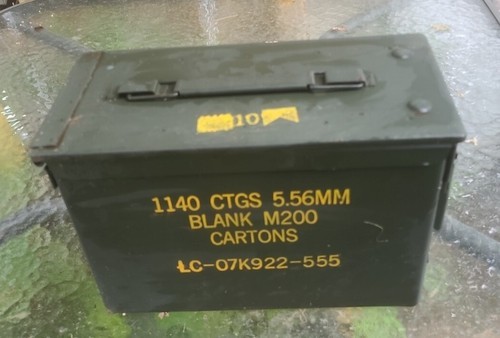 10
1140 CTGS 5.56MM
BLANK M200
CARTONS
LC-07K922-555